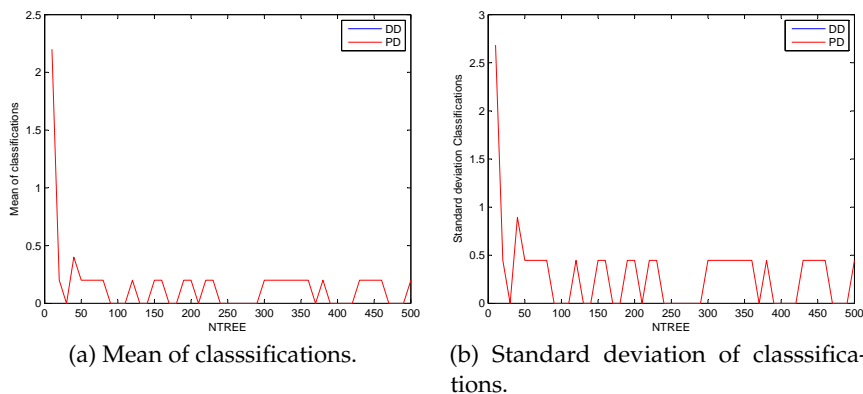 2.5
2
1.5
1
0.5
0
Mean of classifications
DD
PD
0 50 100 150 200 250 300 350 400 450 500
NTREE
(a) Mean of classsifications.
3
2.5
2
1.5
1
0.5
0
Standard deviation Classifications
DD
PD
0 50 100 150 200 250 300 350 400 450 500
NTREE
(b) Standard deviation of classsifica-
tions.